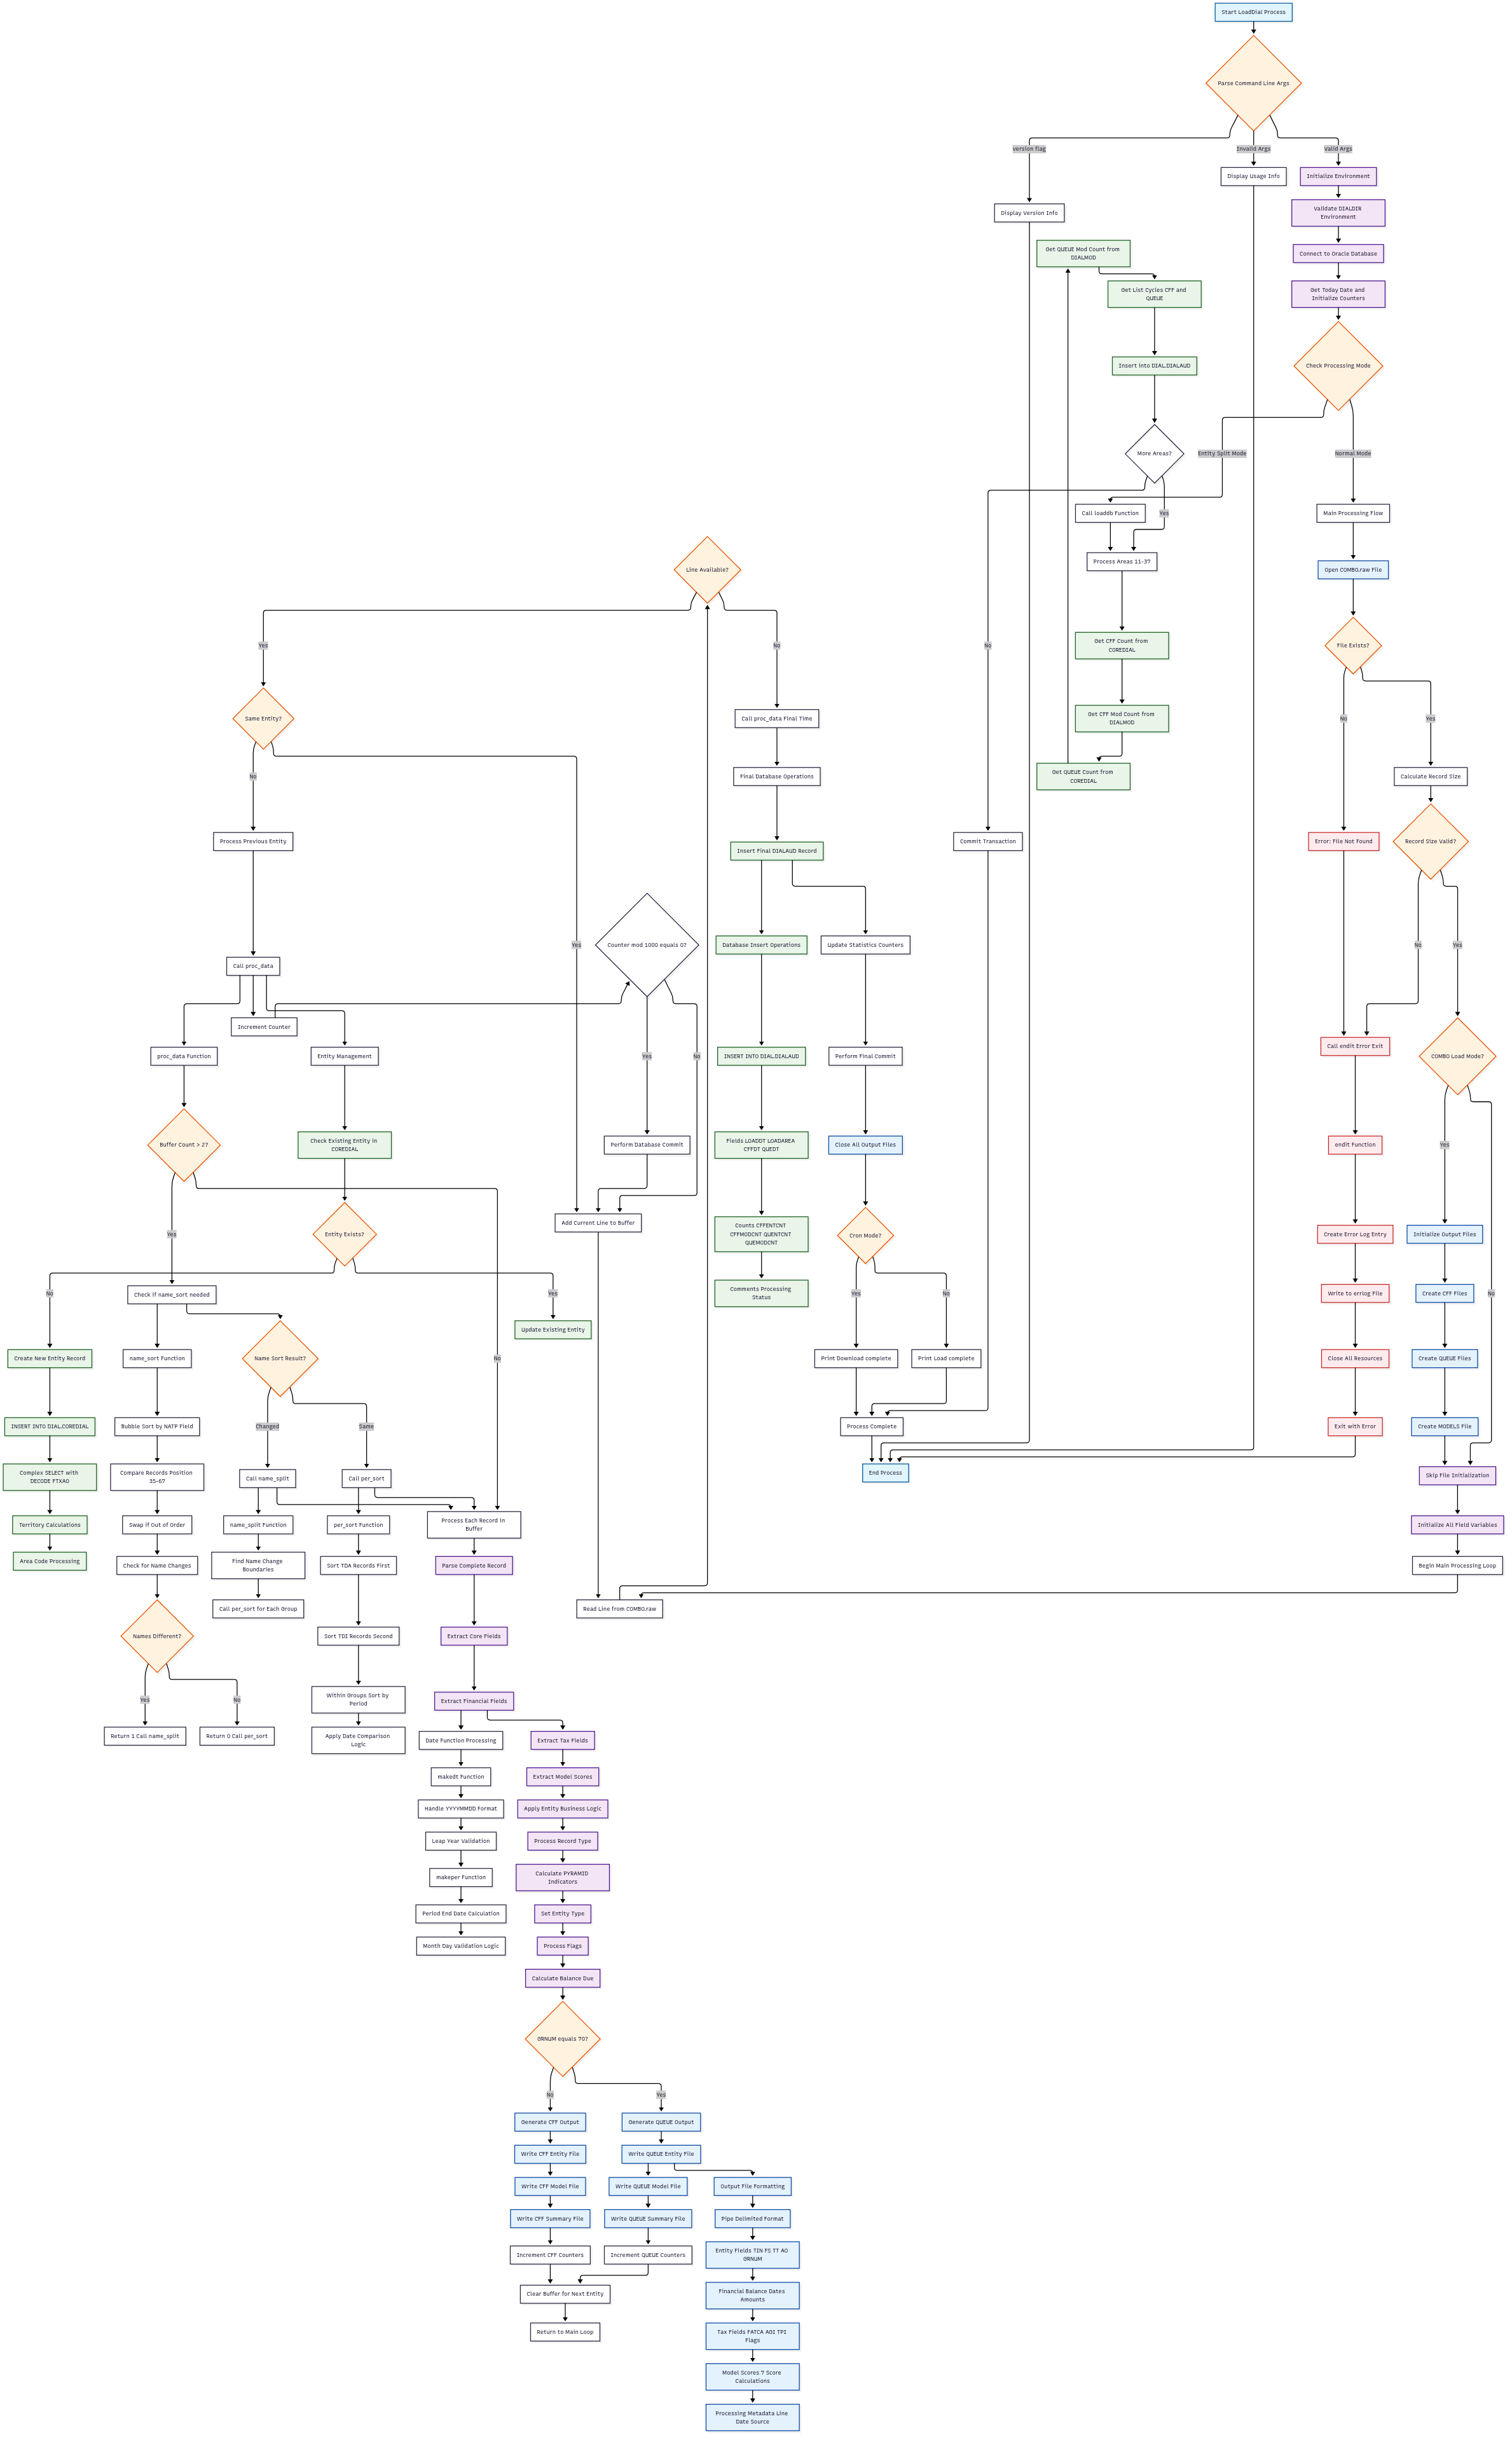 Start LoadDial Process
Parse Command Line Args
version flag
Invalid Args
Valid Args
Display Usage Info
Initialize Environment
Display Version Info
Validate DIALDIR
Environment
Get QUEUE Mod Count from
DIALMOD
Connect to Oracle Database
Get List Cycles CFF and
QUEUE
Get Today Date and
Initialize Counters
Insert into DIAL.DIALAUD
Check Processing Mode
More Areas?
Entity Split Mode
Normal Mode
Call loaddb Function
Yes
Main Processing Flow
Process Areas 11-37
Line Available?
Open COMBO.raw File
Yes
No
No
Get CFF Count from
COREDIAL
File Exists?
Same Entity?
Call proc_data Final Time
Get CFF Mod Count from
DIALMOD
No
Yes
No
Final Database Operations
Get QUEUE Count from
COREDIAL
Calculate Record Size
Process Previous Entity
Insert Final DIALAUD Record
Commit Transaction
Error: File Not Found
Record Size Valid?
Yes
Counter mod 1000 equals 0?
Database Insert Operations
Update Statistics Counters
No
Yes
Call proc_data
Increment Counter
proc_data Function
Entity Management
Yes
No
INSERT INTO DIAL.DIALAUD
Perform Final Commit
Call endit Error Exit
COMBO Load Mode?
Buffer Count > 2?
Check Existing Entity in
COREDIAL
Perform Database Commit
Fields LOADDT LOADAREA
CFFDT QUEDT
Close All Output Files
endit Function
Yes
Add Current Line to Buffer
Yes
Entity Exists?
Counts CFFENTCNT
CFFMODCNT QUENTCNT
QUEMODCNT
Cron Mode?
Create Error Log Entry
Initialize Output Files
No
Check if name_sort needed
Yes
Comments Processing
Status
Yes
No
Write to errlog File
Create CFF Files
No
Update Existing Entity
Create New Entity Record
name_sort Function
Name Sort Result?
No
Print Download complete
Print Load complete
Close All Resources
Create QUEUE Files
INSERT INTO DIAL.COREDIAL
Bubble Sort by NATP Field
Changed
Same
Process Complete
Exit with Error
Create MODELS File
Complex SELECT with
DECODE FTXAO
Compare Records Position
35-67
Call name_split
Call per_sort
End Process
Skip File Initialization
Territory Calculations
Swap if Out of Order
name_split Function
per_sort Function
Process Each Record in
Buffer
Initialize All Field Variables
Area Code Processing
Check for Name Changes
Find Name Change
Boundaries
Sort TDA Records First
Parse Complete Record
Begin Main Processing Loop
Call per_sort for Each Group
Read Line from COMBO.raw
Names Different?
Sort TDI Records Second
Extract Core Fields
Yes
No
Within Groups Sort by
Period
Extract Financial Fields
Return 1 Call name_split
Return 0 Call per_sort
Apply Date Comparison
Logic
Date Function Processing
Extract Tax Fields
makedt Function
Extract Model Scores
Handle YYYYMMDD Format
Apply Entity Business Logic
Leap Year Validation
Process Record Type
makeper Function
Calculate PYRAMID
Indicators
Period End Date Calculation
Set Entity Type
Month Day Validation Logic
Process Flags
Calculate Balance Due
GRNUM equals 70?
No
Yes
Generate CFF Output
Generate QUEUE Output
Write CFF Entity File
Write QUEUE Entity File
Write CFF Model File
Write QUEUE Model File
Output File Formatting
Write CFF Summary File
Write QUEUE Summary File
Pipe Delimited Format
Increment CFF Counters
Increment QUEUE Counters
Entity Fields TIN FS TT AO
GRNUM
Clear Buffer for Next Entity
Financial Balance Dates
Amounts
Return to Main Loop
Tax Fields FATCA AGI TPI
Flags
Model Scores 7 Score
Calculations
Processing Metadata Line
Date Source